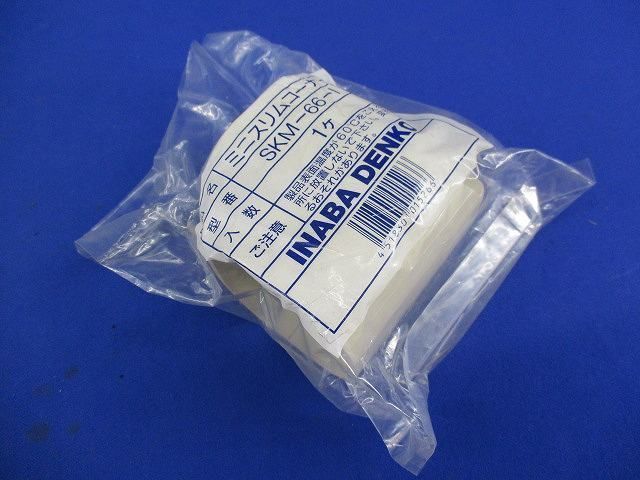 名 ミニスリムコーナ
型番 SKM-66-I
入数 1ケ
ご注意 製品表面温度が60℃をこえ
所に放置しないで下さい。
るおそれがあります。
INABA DENKO